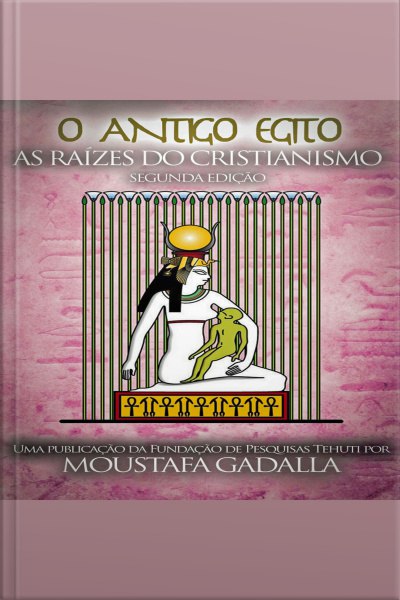 O ANTIGO EGITO
AS RAÍZES DO CRISTIANISMO
SEGUNDA EDIÇÃO
UMA PUBLICAÇÃO DA FUNDAÇÃO DE PESQUISAS TEHUTI POR
MOUSTAFA GADALLA